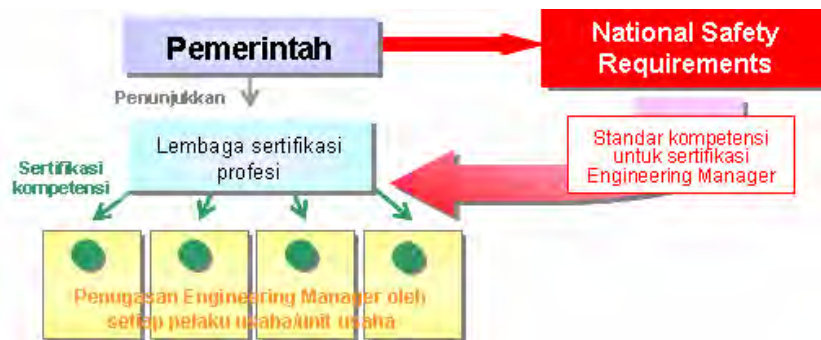 Pemerintah
National Safety
Requirements
Penunjukkan
Lembaga sertifikasi
profesi
Standar kompetensi
untuk sertifikasi
Engineering Manager
Sertifikasi
kompetensi
Penugasan Engineering Manager oleh
setiap pelaku usaha/unit usaha